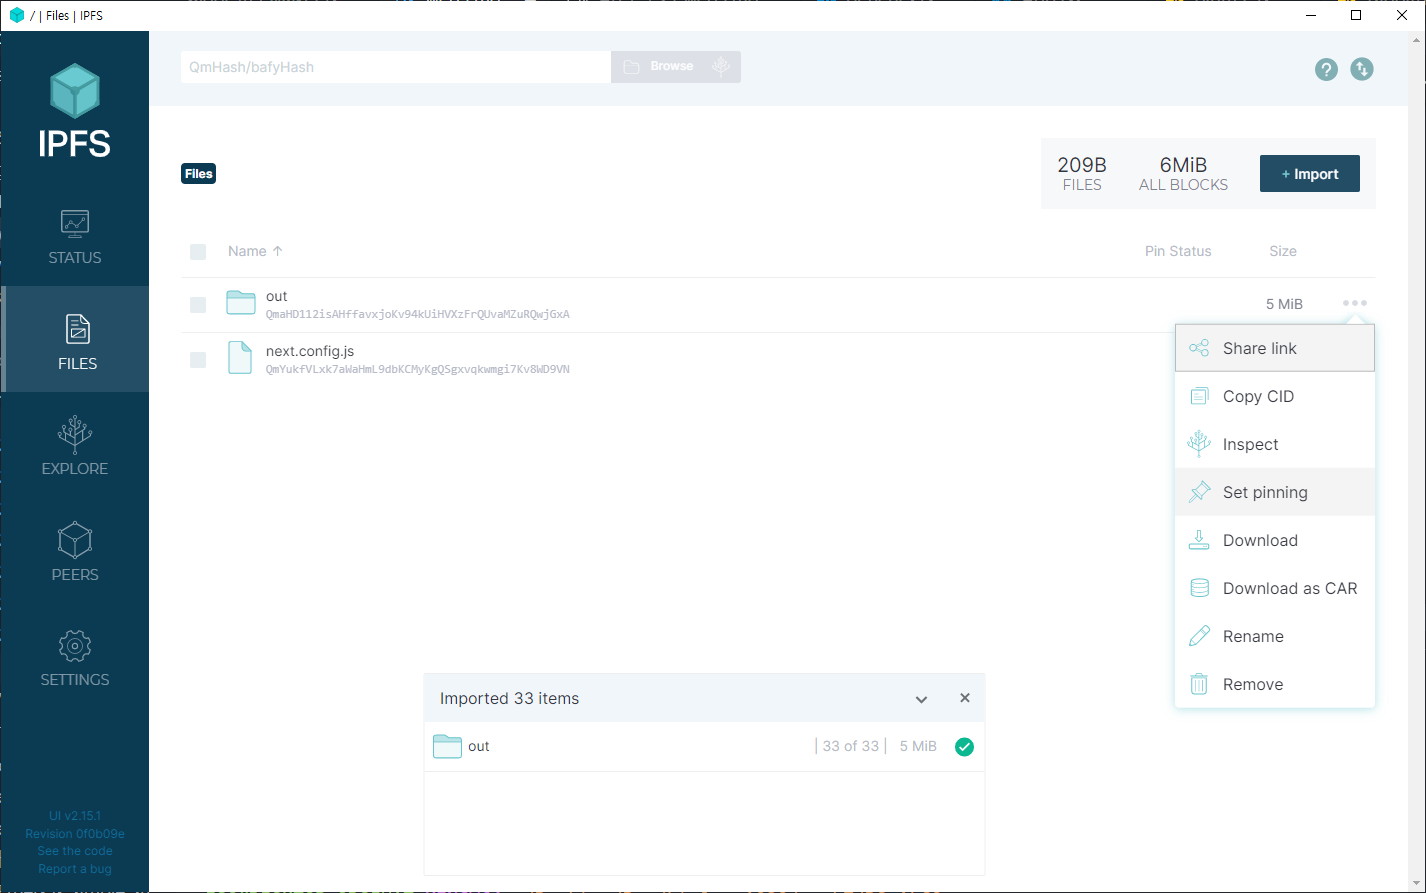 / | Files | IPFS
QmHash/bafyHash
Browse
IPFS
STATUS
FILES
EXPLORE
PEERS
SETTINGS
UI v2.15.1
Revision 0f0b09e
See the code
Report a bug
Files
209B
FILES
6MiB
ALL BLOCKS
+ Import
Name ↑ Pin Status Size
out
QmaHD112isAHffavxjoKv94kUiHVXzFrQUvaMZuRQwjGxA
5 MiB
next.config.js
QmYukfVLxk7aWaHmL9dbKCMyKgQSgxvqkwmgi7Kv8WD9VN
Share link
Copy CID
Inspect
Set pinning
Download
Download as CAR
Rename
Remove
Imported 33 items
out | 33 of 33 | 5 MiB